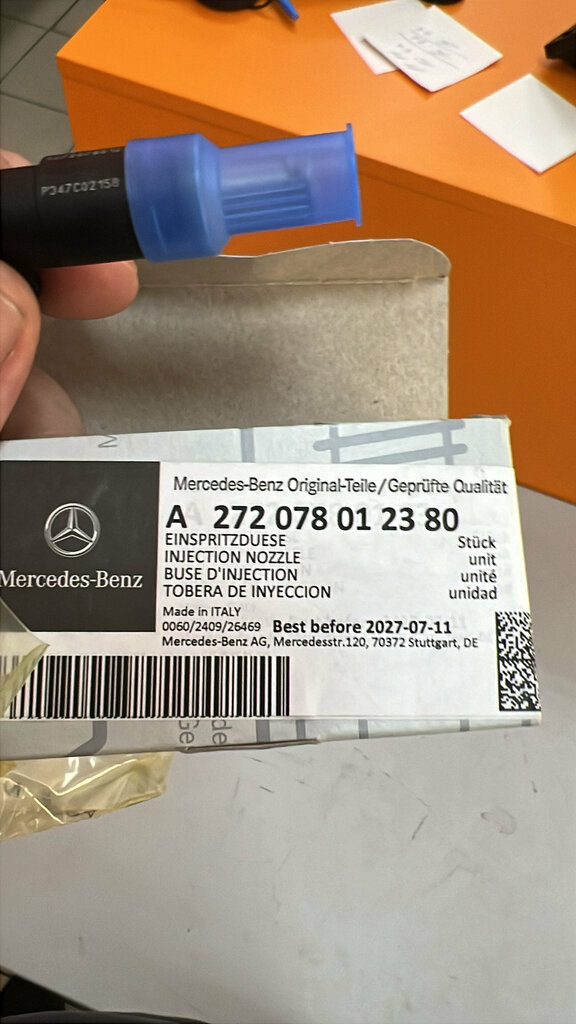 P347C02158
Mercedes-Benz Original-Teile/Geprüfte Qualität
A 272 078 01 23 80
EINSPRITZDUESE Stück
INJECTION NOZZLE unit
BUSE D'INJECTION unité
TOBERA DE INYECCION unidad
Mercedes-Benz
Made in ITALY
0060/2409/26469 Best before 2027-07-11
Mercedes-Benz AG, Mercedesstr.120, 70372 Stuttgart, DE